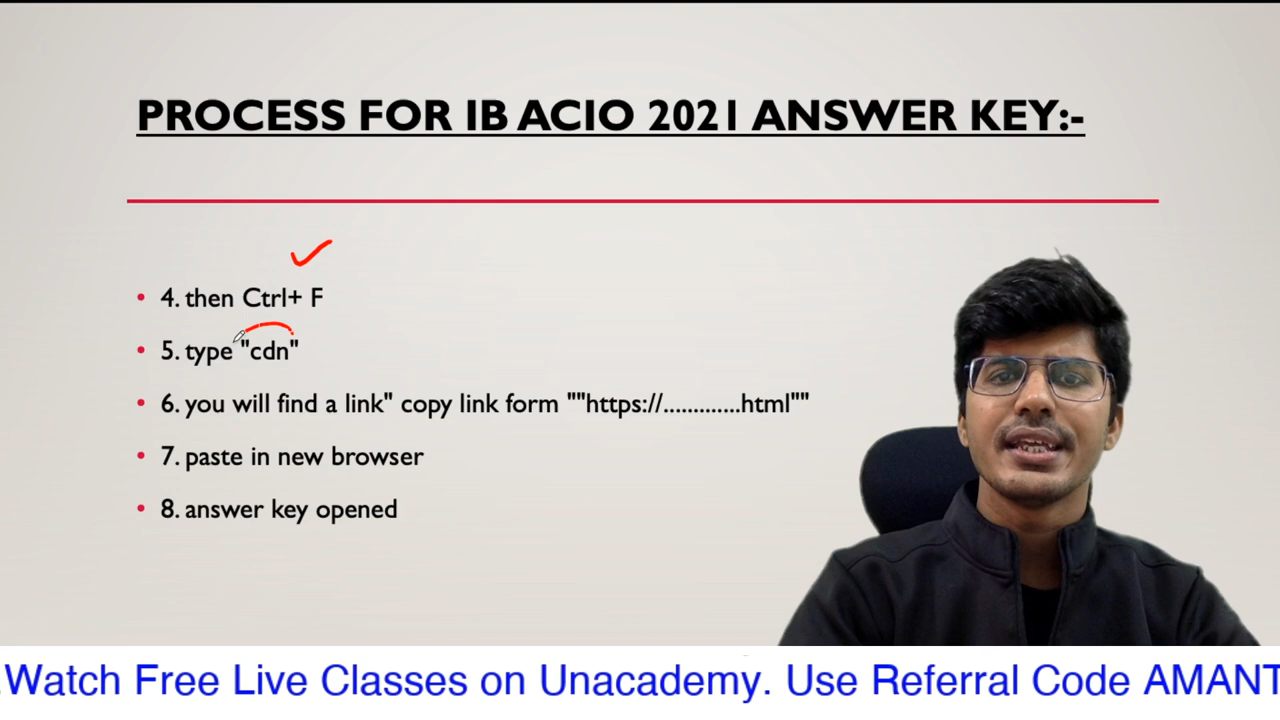 PROCESS FOR IB ACIO 2021 ANSWER KEY:-
• 4. then Ctrl+ F
• 5. type "cdn"
• 6. you will find a link" copy link form ""https://.............html""
• 7. paste in new browser
• 8. answer key opened
.Watch Free Live Classes on Unacademy. Use Referral Code AMANT